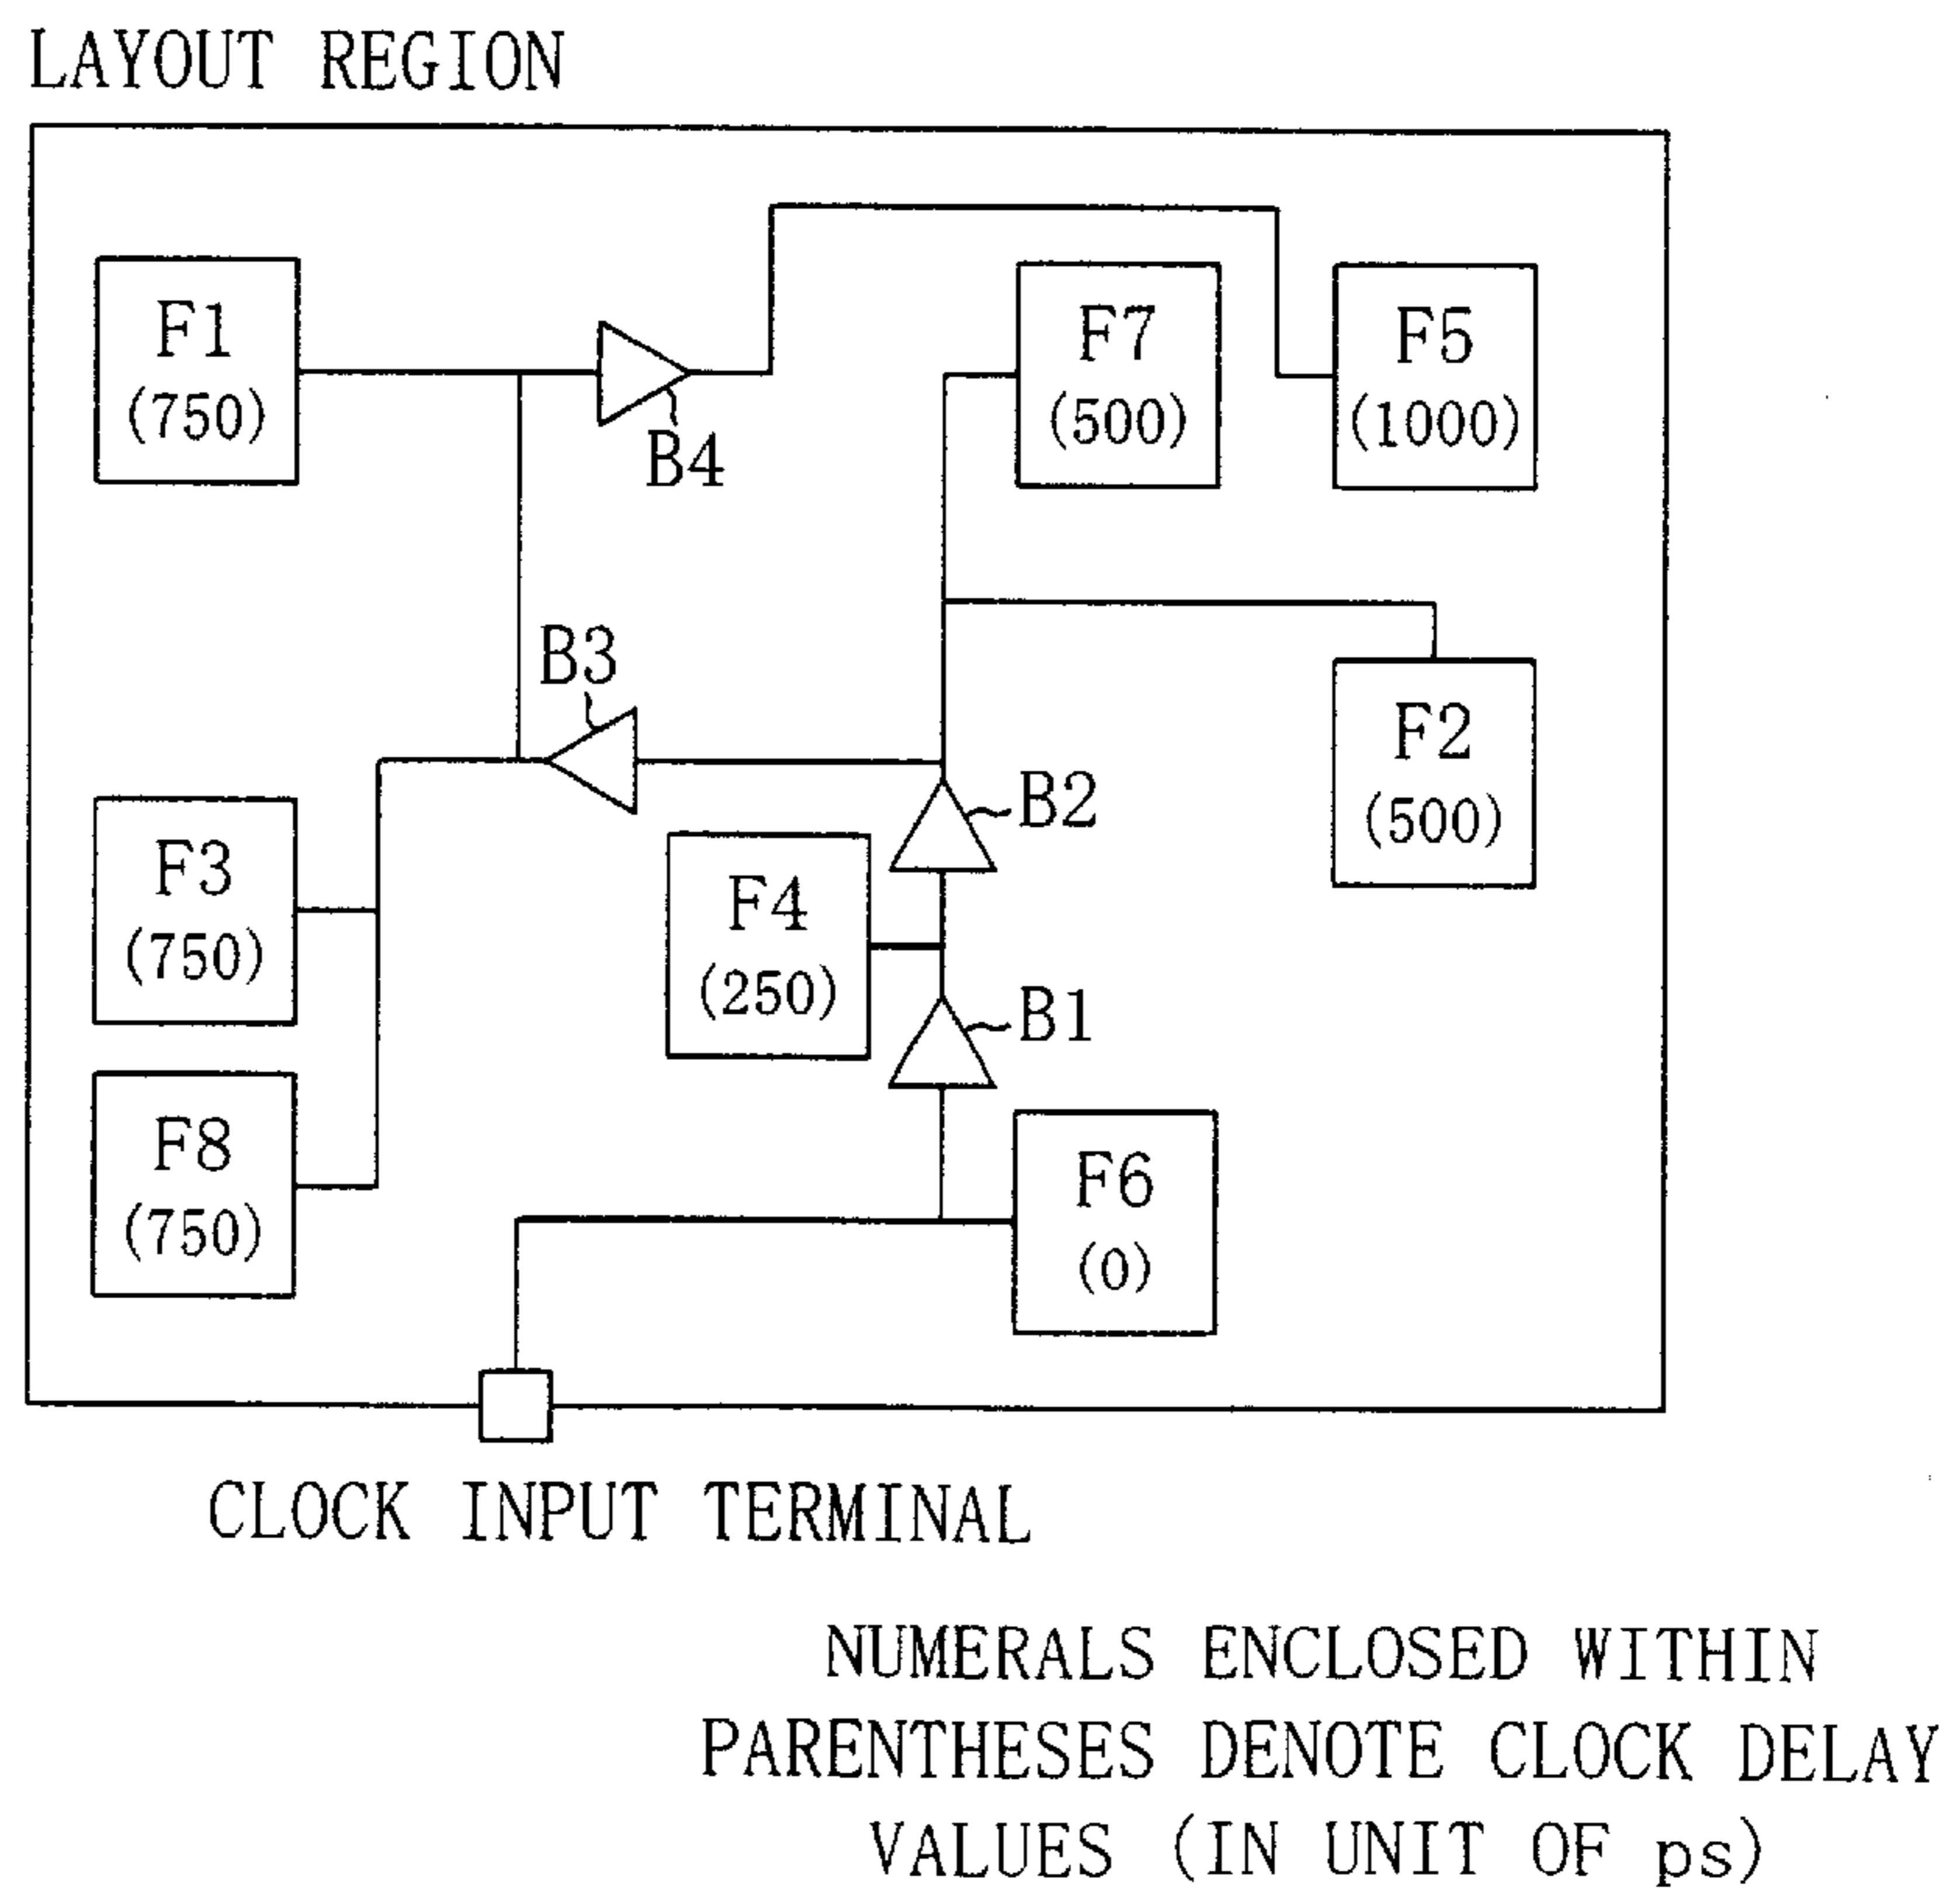 LAYOUT REGION
F1
(750)
B4
F7
(500)
F5
(1000)
B3
F2
(500)
B2
F3
(750)
F4
(250)
B1
F8
(750)
F6
(0)
CLOCK INPUT TERMINAL
NUMERALS ENCLOSED WITHIN
PARENTHESES DENOTE CLOCK DELAY
VALUES (IN UNIT OF ps)